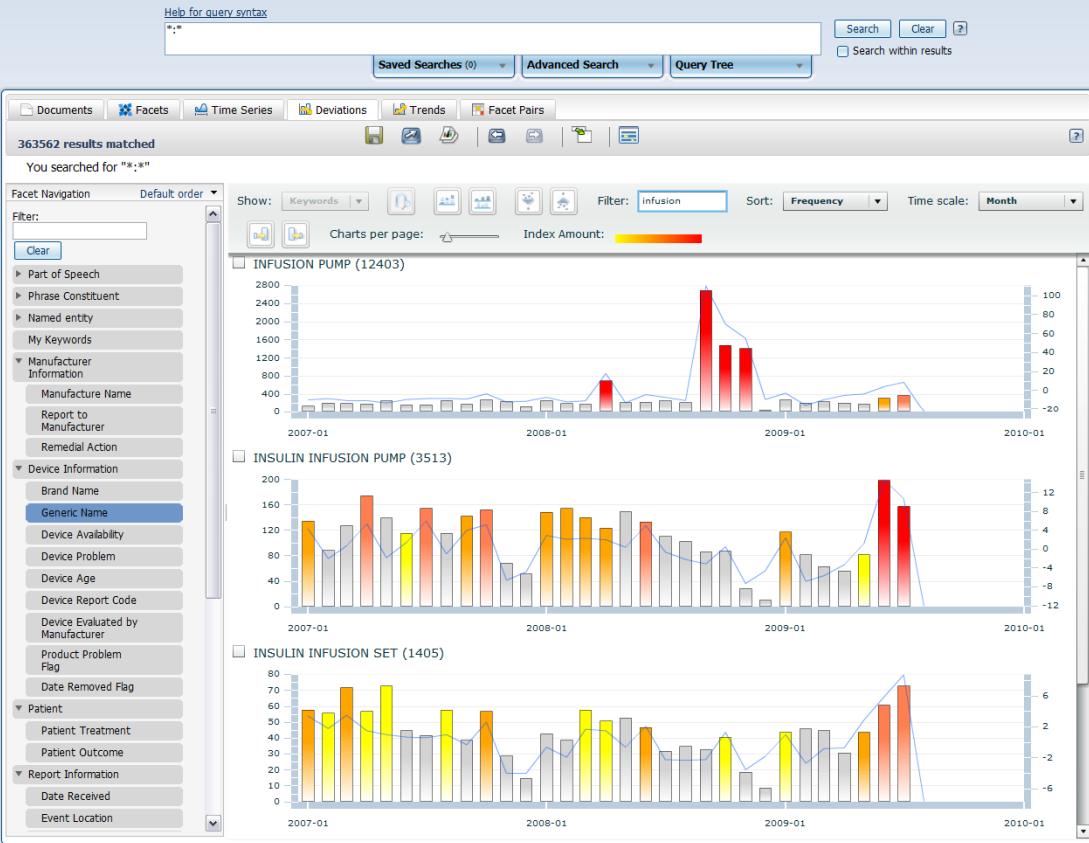 Help for query syntax
*:*
Search Clear ?
Search within results
Saved Searches (0) Advanced Search Query Tree
Documents Facets Time Series Deviations Trends Facet Pairs
363562 results matched ?
You searched for "*:*"
Facet Navigation Default order
Filter:
Clear
Part of Speech
Phrase Constituent
Named entity
My Keywords
Manufacturer
Information
Manufacture Name
Report to
Manufacturer
Remedial Action
Device Information
Brand Name
Generic Name
Device Availability
Device Problem
Device Age
Device Report Code
Device Evaluated by
Manufacturer
Product Problem
Flag
Date Removed Flag
Patient
Patient Treatment
Patient Outcome
Report Information
Date Received
Event Location
Show: Keywords Filter: infusion Sort: Frequency Time scale: Month
Charts per page: Index Amount:
INFUSION PUMP (12403)
2800
2400
2000
1600
1200
800
400
0
100
80
60
40
20
0
-20
2007-01 2008-01 2009-01 2010-01
INSULIN INFUSION PUMP (3513)
200
160
120
80
40
0
12
8
4
0
-4
-8
-12
2007-01 2008-01 2009-01 2010-01
INSULIN INFUSION SET (1405)
80
70
60
50
40
30
20
10
0
6
2
-2
-6
2007-01 2008-01 2009-01 2010-01